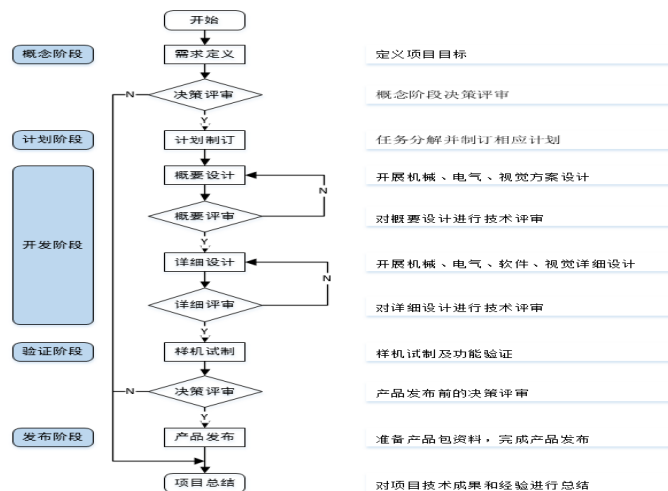 开始
概念阶段 需求定义 定义项目目标
N 决策评审 概念阶段决策评审
Y
计划阶段 计划制订 任务分解并制订相应计划
概要设计 开展机械、电气、视觉方案设计
N
概要评审 对概要设计进行技术评审
Y
开发阶段
详细设计 开展机械、电气、软件、视觉详细设计
N
详细评审 对详细设计进行技术评审
Y
验证阶段 样机试制 样机试制及功能验证
N 决策评审 产品发布前的决策评审
Y
发布阶段 产品发布 准备产品包资料，完成产品发布
项目总结 对项目技术成果和经验进行总结